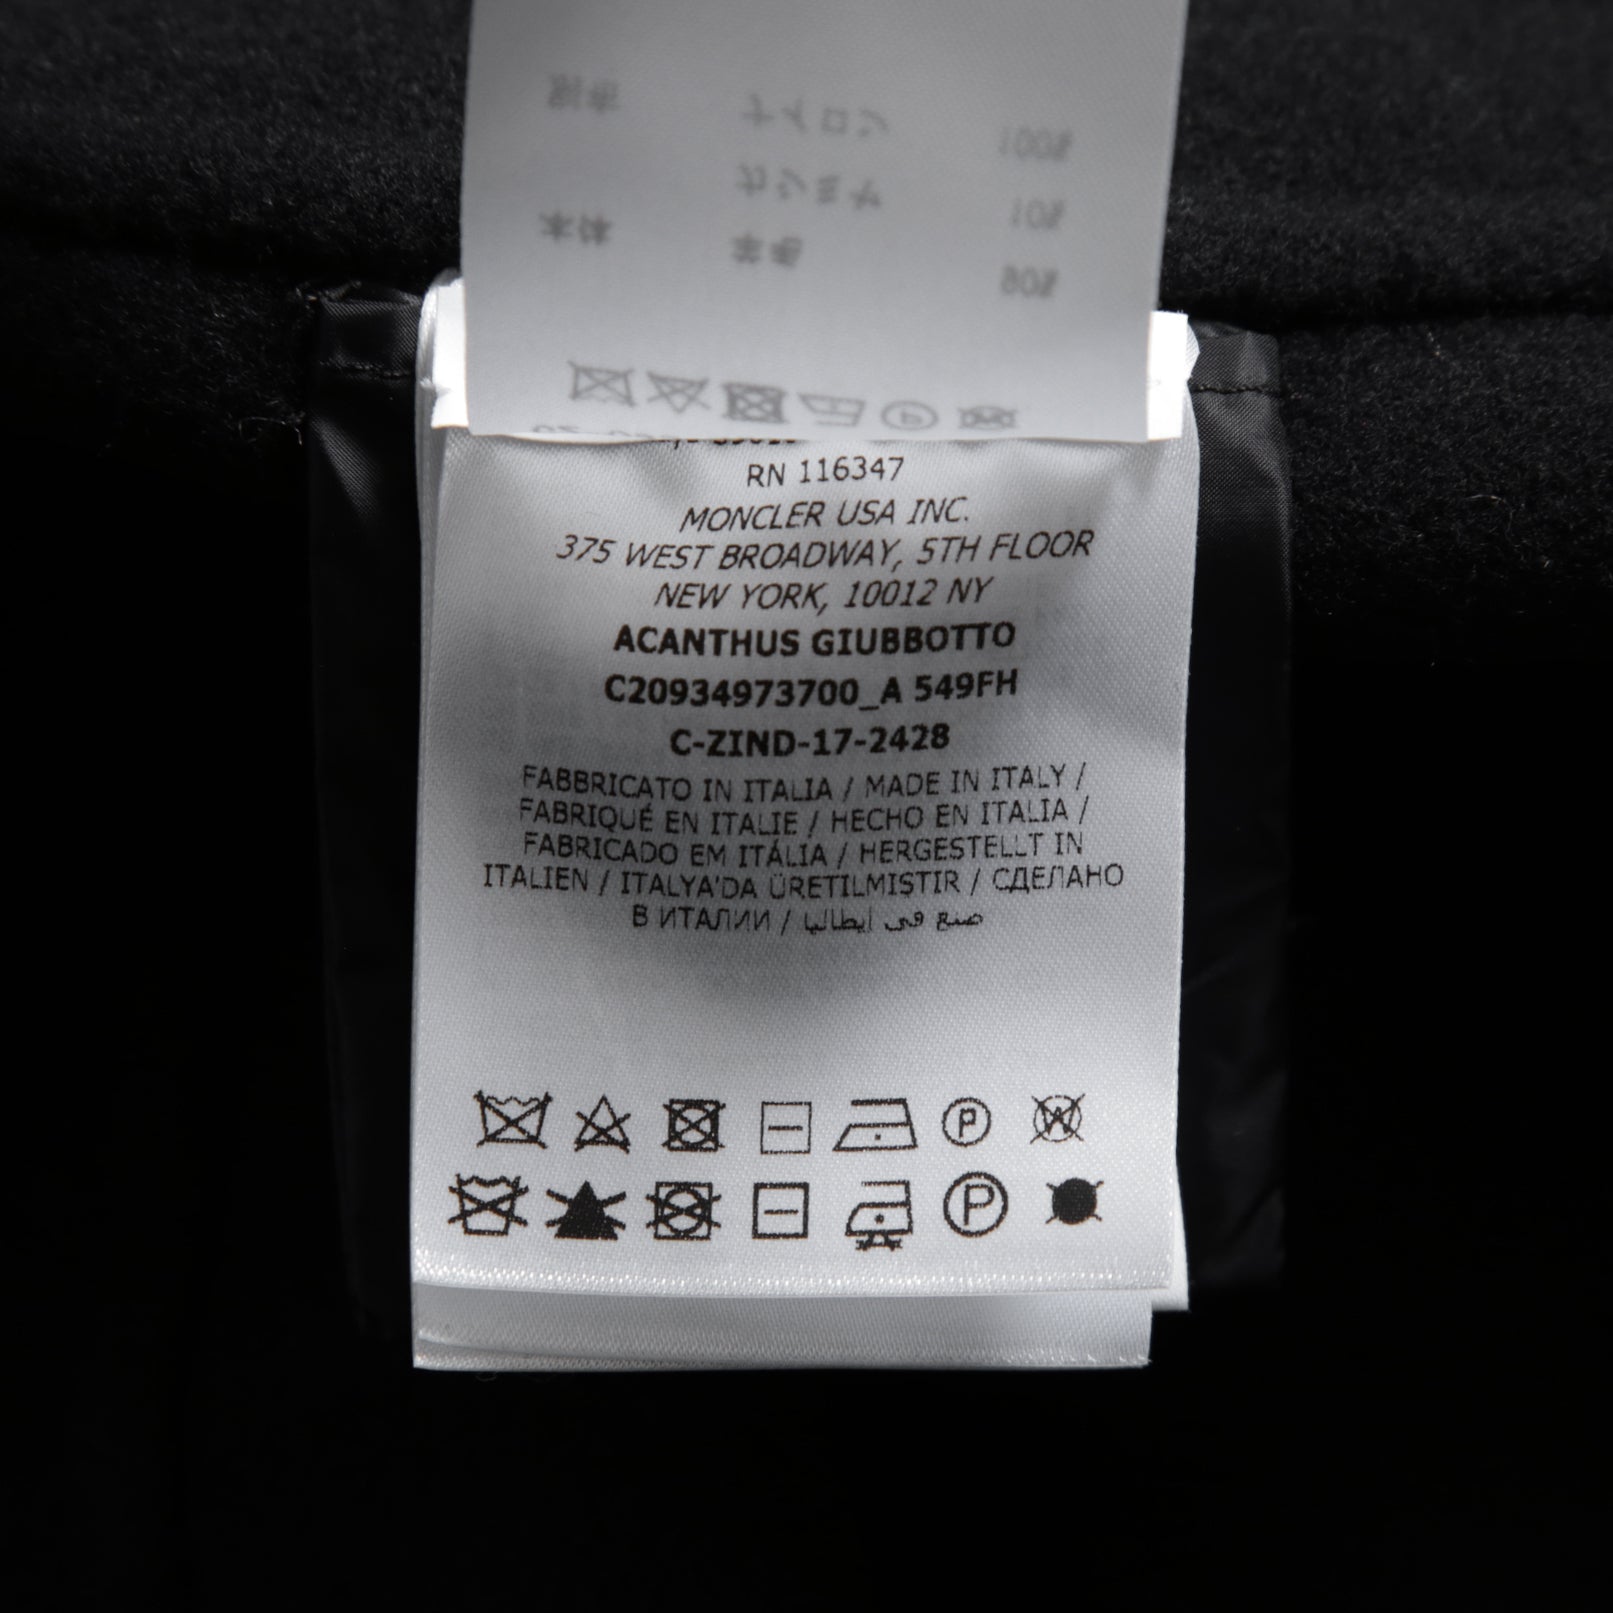 RN 116347
MONCLER USA INC.
375 WEST BROADWAY, 5TH FLOOR
NEW YORK, 10012 NY
ACANTHUS GIUBBOTTO
C20934973700_A 549FH
C-ZIND-17-2428
FABBRICATO IN ITALIA / MADE IN ITALY /
FABRIQUÉ EN ITALIE / HECHO EN ITALIA /
FABRICADO EM ITÁLIA / HERGESTELLT IN
ITALIEN / ITALYA'DA ÜRETILMISTIR / СДЕЛАНО
В ИТАЛИИ / صنع في ايطاليا